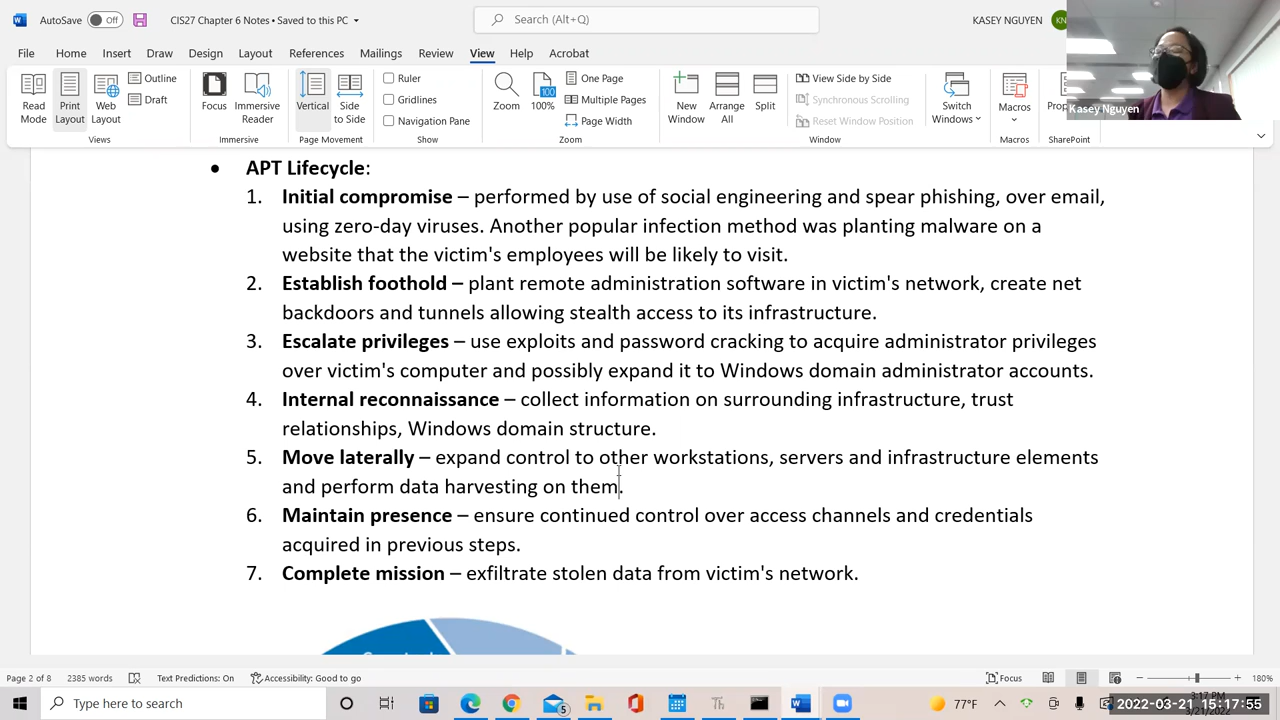 AutoSave Off CIS27 Chapter 6 Notes • Saved to this PC Search (Alt+Q) KASEY NGUYEN KN
File Home Insert Draw Design Layout References Mailings Review View Help Acrobat
Read Mode
Print Layout
Web Layout
Outline
Draft
Views
Focus
Immersive Reader
Immersive
Vertical
Side to Side
Page Movement
Ruler
Gridlines
Navigation Pane
Show
Zoom
100%
One Page
Multiple Pages
Page Width
Zoom
New Window
Arrange All
Split
View Side by Side
Synchronous Scrolling
Reset Window Position
Window
Switch Windows
Macros
Macros
SharePoint
Kasey Nguyen
• APT Lifecycle:
1. Initial compromise – performed by use of social engineering and spear phishing, over email,
using zero-day viruses. Another popular infection method was planting malware on a
website that the victim's employees will be likely to visit.
2. Establish foothold – plant remote administration software in victim's network, create net
backdoors and tunnels allowing stealth access to its infrastructure.
3. Escalate privileges – use exploits and password cracking to acquire administrator privileges
over victim's computer and possibly expand it to Windows domain administrator accounts.
4. Internal reconnaissance – collect information on surrounding infrastructure, trust
relationships, Windows domain structure.
5. Move laterally – expand control to other workstations, servers and infrastructure elements
and perform data harvesting on them.
6. Maintain presence – ensure continued control over access channels and credentials
acquired in previous steps.
7. Complete mission – exfiltrate stolen data from victim's network.
Page 2 of 8 2385 words Text Predictions: On Accessibility: Good to go Focus 180%
Type here to search 5 77°F 3:17 PM
2022-03-21 15:17:55